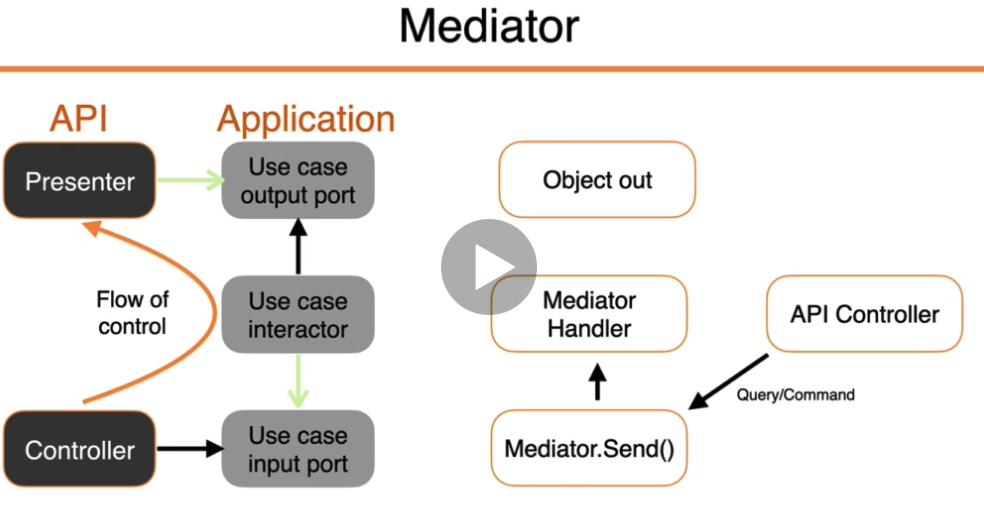 Mediator
API
Application
Presenter
Use case
output port
Object out
Flow of
control
Use case
interactor
Mediator
Handler
API Controller
Query/Command
Controller
Use case
input port
Mediator.Send()